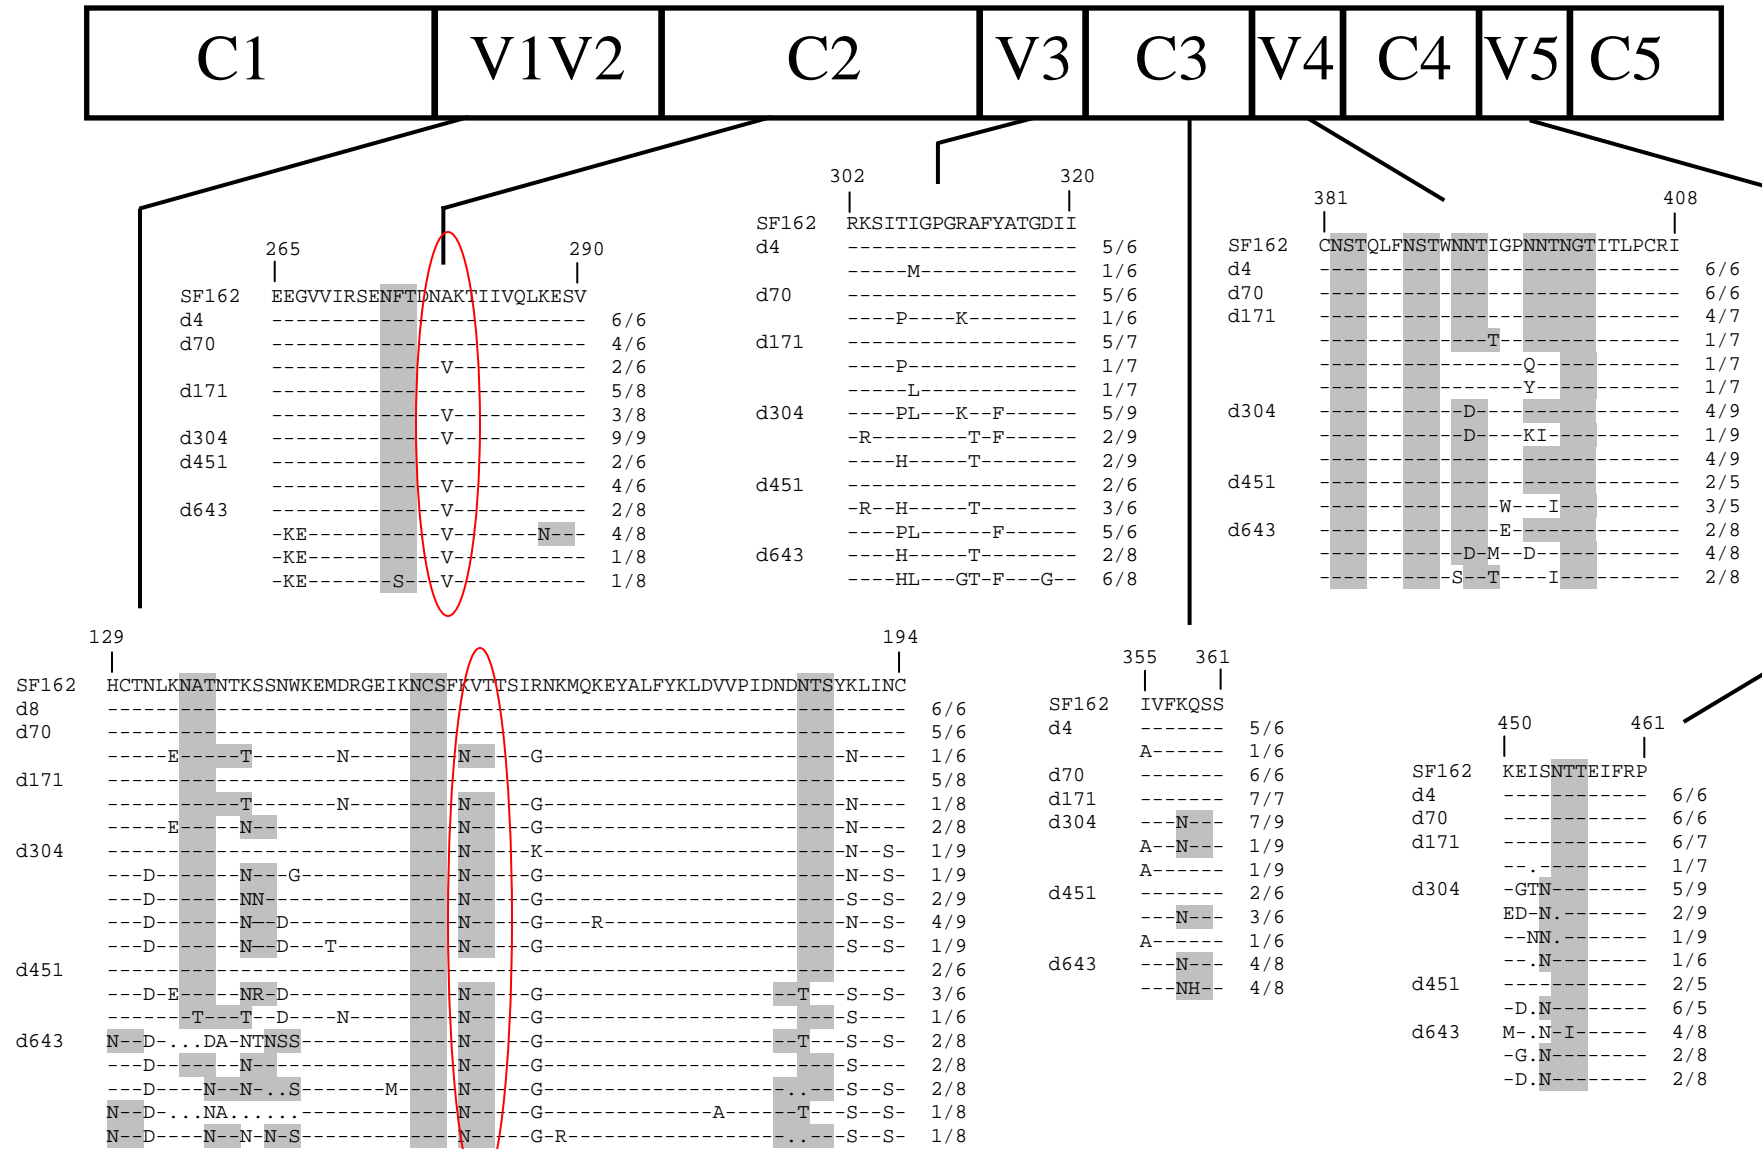 C1 V1V2 C2 V3 C3 V4 C4 V5 C5
265 290
SF162 EEGVVIRSENFTDNAKTIIVQLKESV
d4 -------------------------- 6/6
d70 -------------------------- 4/6
--------------V----------- 2/6
d171 -------------------------- 5/8
--------------V----------- 3/8
d304 --------------V----------- 9/9
d451 -------------------------- 2/6
--------------V----------- 4/6
d643 --------------V----------- 2/8
-KE-----------V-------N--- 4/8
-KE-----------V----------- 1/8
-KE-------S---V----------- 1/8
302 320
SF162 RKSITIGPGRAFYATGDII
d4 ------------------- 5/6
-----M------------- 1/6
d70 ------------------- 5/6
----P----K--------- 1/6
d171 ------------------- 5/7
----P-------------- 1/7
-----L------------- 1/7
d304 ----PL---K--F------ 5/9
-R--------T-F------ 2/9
----H-----T-------- 2/9
d451 ------------------- 2/6
-R--H-----T-------- 3/6
----PL------F------ 5/6
d643 ----H-----T-------- 2/8
----HL---GT-F---G-- 6/8
381 408
SF162 CNSTQLFNSTWNNTIGPNNTNGTITLPCRI
d4 ------------------------------ 6/6
d70 ------------------------------ 6/6
d171 ------------------------------ 4/7
--------------T--------------- 1/7
-----------------Q------------ 1/7
-----------------Y------------ 1/7
d304 ------------D----------------- 4/9
------------D----KI----------- 1/9
------------------------------ 4/9
d451 ------------------------------ 2/5
---------------W---I---------- 3/5
d643 ---------------E-------------- 2/8
------------D-M--D------------ 4/8
-----------S--T----I---------- 2/8
129 194
SF162 HCTNLKNATNTKSSNWKEMDRGEIKNCSFKVTTSIRNKMQKEYALFYKLDVVPIDNDNTSYKLINC
d8 ------------------------------------------------------------------ 6/6
d70 ------------------------------------------------------------------ 5/6
-----E-----T-------N---------N-----G-------------------------N---- 1/6
d171 ------------------------------------------------------------------ 5/8
-----------T-------N---------N-----G-------------------------N---- 1/8
-----E-----N-----------------N-----G-------------------------N---- 2/8
d304 -----------------------------N-----K-------------------------N--S- 1/9
---D-------N---G-------------N-----G-------------------------N--S- 1/9
---D-------NN----------------N-----G-------------------------S--S- 2/9
---D-------N--D--------------N-----G----R--------------------N--S- 4/9
---D-------N--D---T----------N-----G-------------------------S--S- 1/9
d451 ------------------------------------------------------------------ 2/6
---D-E-----NR-D--------------N-----G---------------------T---S--S- 3/6
-------T---T--D----N---------N-----G-------------------------S---- 1/6
d643 N--D-...DA-NTNSS-------------N-----G---------------------T---S--S- 2/8
---D-------N-----------------N-----G-------------------------S--S- 2/8
---D----N--N-..S-------M-----N-----G--------------------..---S--S- 2/8
N--D-...NA......-------------N-----G--------------A------T---S--S- 1/8
N--D----N--N-N-S-------------N-----G-R------------------..---S--S- 1/8
355 361
SF162 IVFKQSS
d4 ------- 5/6
A------ 1/6
d70 ------- 6/6
d171 ------- 7/7
d304 ---N--- 7/9
A--N--- 1/9
A------ 1/9
d451 ------- 2/6
---N--- 3/6
A------ 1/6
d643 ---N--- 4/8
---NH-- 4/8
450 461
SF162 KEISNTTEIFRP
d4 ------------ 6/6
d70 ------------ 6/6
d171 ------------ 6/7
--.--------- 1/7
d304 -GTN-------- 5/9
ED-N.------- 2/9
--NN.------- 1/9
--.N-------- 1/6
d451 ------------ 2/5
-D.N-------- 6/5
d643 M-.N-I------ 4/8
-G.N-------- 2/8
-D.N-------- 2/8